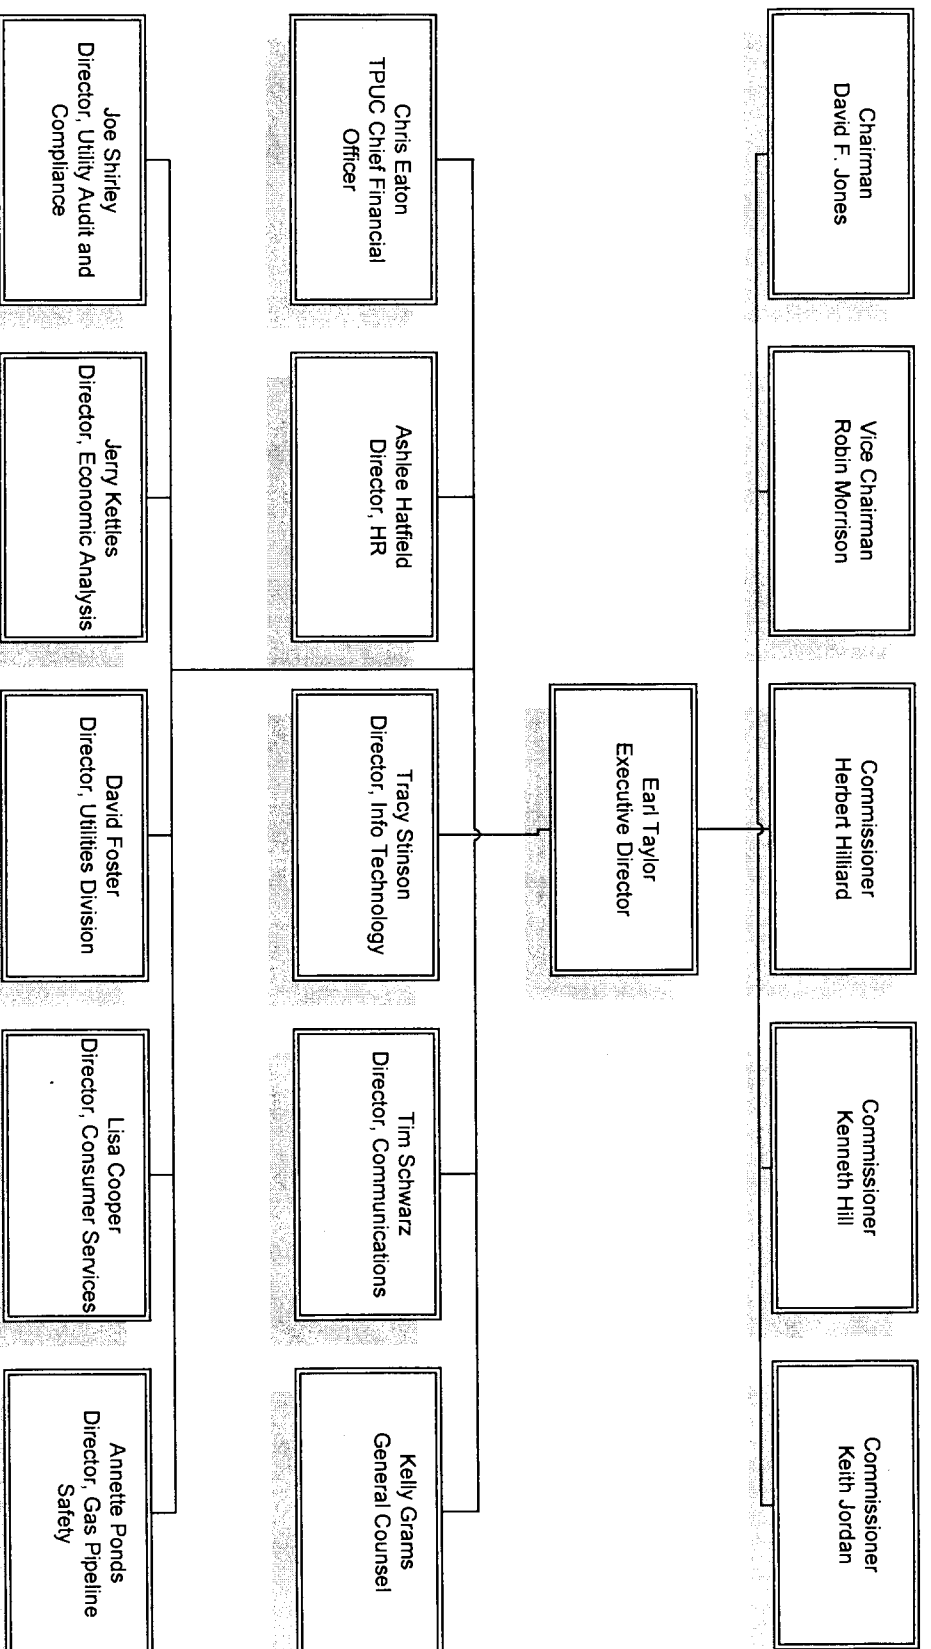 Chairman
David F. Jones
Vice Chairman
Robin Morrison
Commissioner
Herbert Hilliard
Commissioner
Kenneth Hill
Commissioner
Keith Jordan
Earl Taylor
Executive Director
Chris Eaton
TPUC Chief Financial
Officer
Ashlee Hatfield
Director, HR
Tracy Stinson
Director, Info Technology
Tim Schwarz
Director, Communications
Kelly Grams
General Counsel
Joe Shirley
Director, Utility Audit and
Compliance
Jerry Kettles
Director, Economic Analysis
David Foster
Director, Utilities Division
Lisa Cooper
Director, Consumer Services
Annette Ponds
Director, Gas Pipeline
Safety